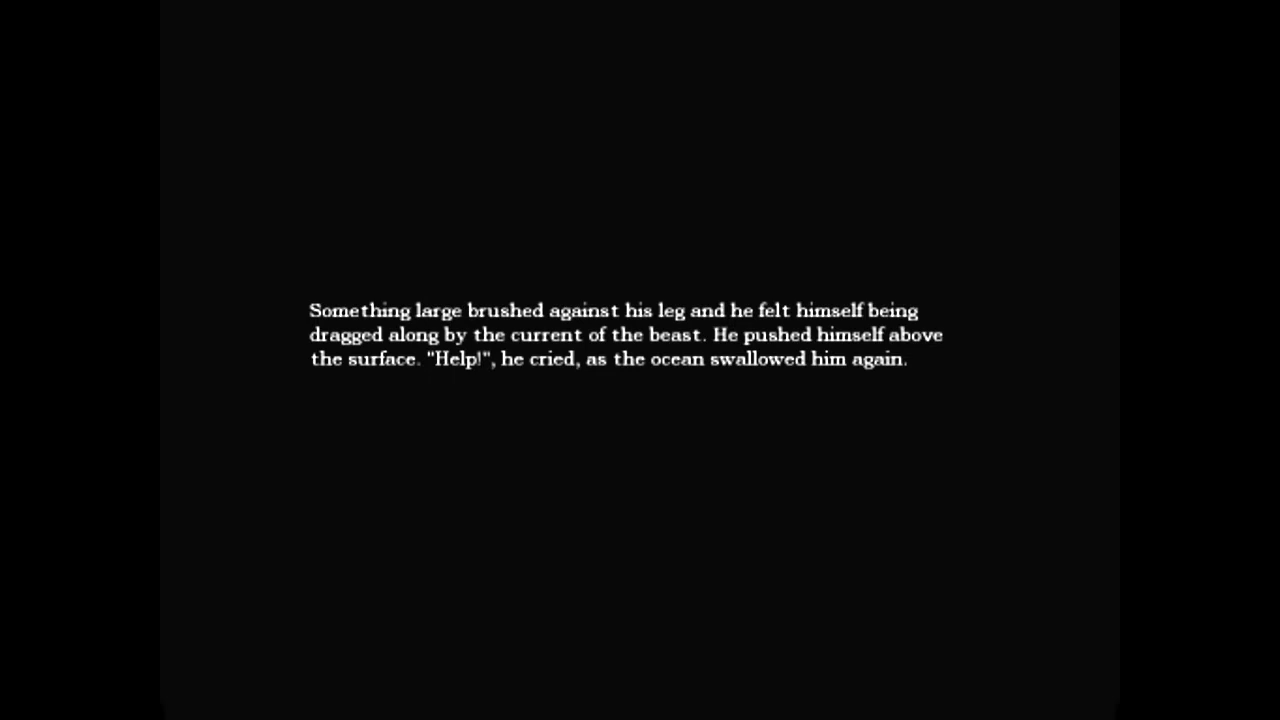 Something large brushed against his leg and he felt himself being
dragged along by the current of the beast. He pushed himself above
the surface. "Help!", he cried, as the ocean swallowed him again.